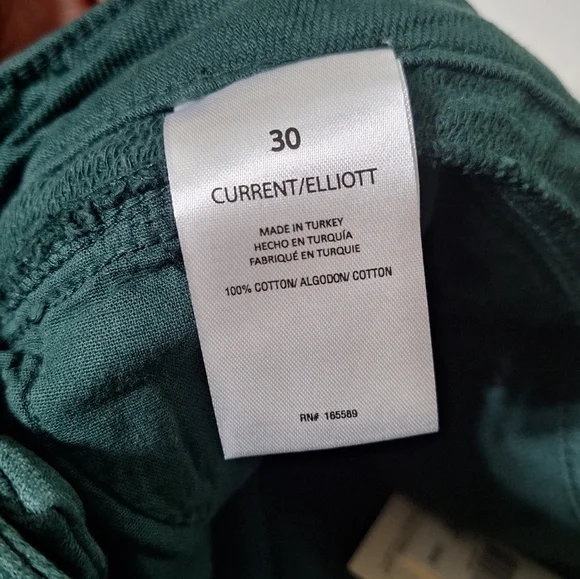 30
CURRENT/ELLIOTT
MADE IN TURKEY
HECHO EN TURQUÍA
FABRIQUÉ EN TURQUIE
100% COTTON/ ALGODON/ COTTON
RN# 165589